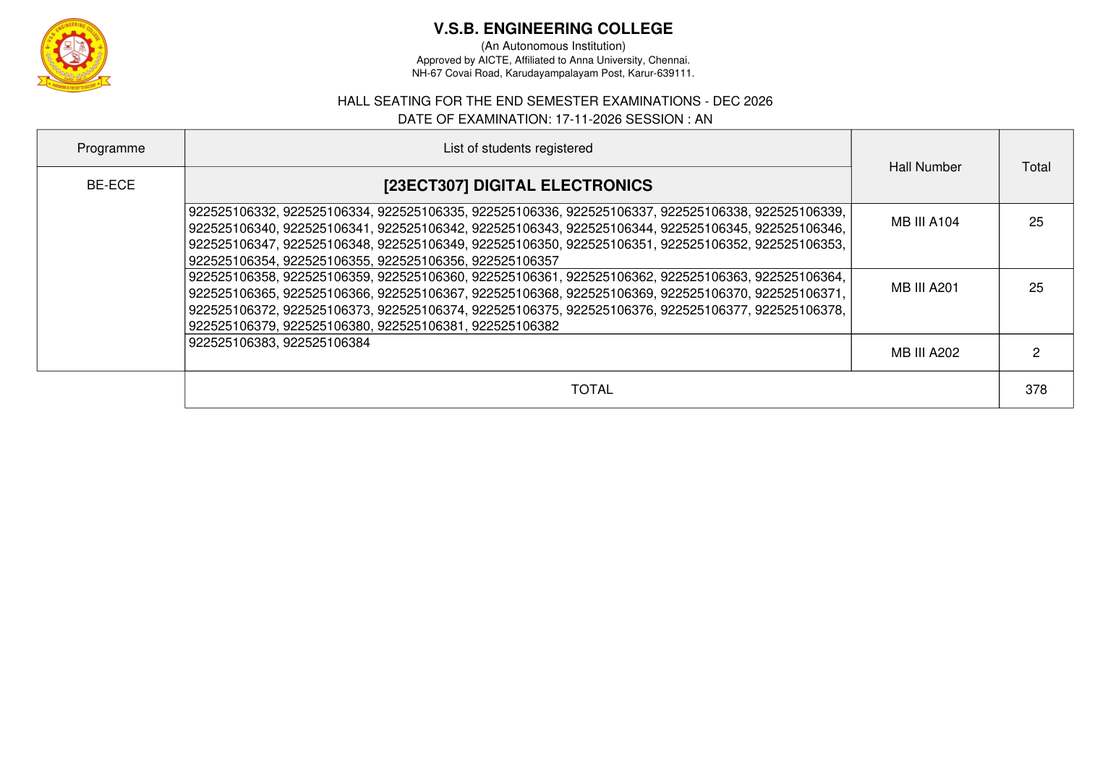 V.S.B. ENGINEERING COLLEGE
(An Autonomous Institution)
Approved by AICTE, Affiliated to Anna University, Chennai.
NH-67 Covai Road, Karudayampalayam Post, Karur-639111.
HALL SEATING FOR THE END SEMESTER EXAMINATIONS - DEC 2026
DATE OF EXAMINATION: 17-11-2026 SESSION : AN
Programme
List of students registered
Hall Number
Total
BE-ECE
[23ECT307] DIGITAL ELECTRONICS
922525106332, 922525106334, 922525106335, 922525106336, 922525106337, 922525106338, 922525106339,
922525106340, 922525106341, 922525106342, 922525106343, 922525106344, 922525106345, 922525106346,
922525106347, 922525106348, 922525106349, 922525106350, 922525106351, 922525106352, 922525106353,
922525106354, 922525106355, 922525106356, 922525106357
MB III A104
25
922525106358, 922525106359, 922525106360, 922525106361, 922525106362, 922525106363, 922525106364,
922525106365, 922525106366, 922525106367, 922525106368, 922525106369, 922525106370, 922525106371,
922525106372, 922525106373, 922525106374, 922525106375, 922525106376, 922525106377, 922525106378,
922525106379, 922525106380, 922525106381, 922525106382
MB III A201
25
922525106383, 922525106384
MB III A202
2
TOTAL
378